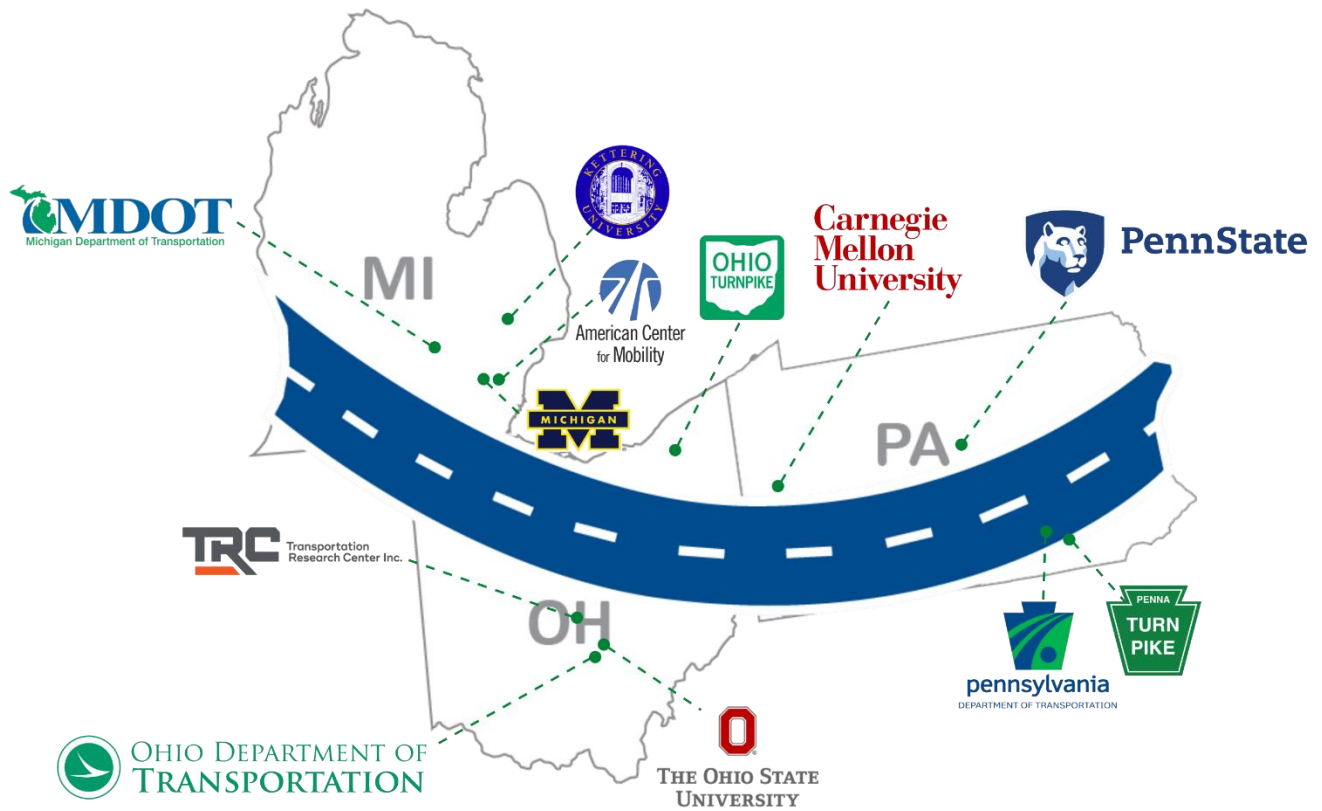 KETTERING
UNIVERSITY
MDOT
Michigan Department of Transportation
MI
OHIO
TURNPIKE
Carnegie
Mellon
University
PennState
American Center
for Mobility
MICHIGAN
PA
TRC
Transportation
Research Center Inc.
OH
PENNA
TURN
PIKE
pennsylvania
DEPARTMENT OF TRANSPORTATION
OHIO DEPARTMENT OF
TRANSPORTATION
O
THE OHIO STATE
UNIVERSITY